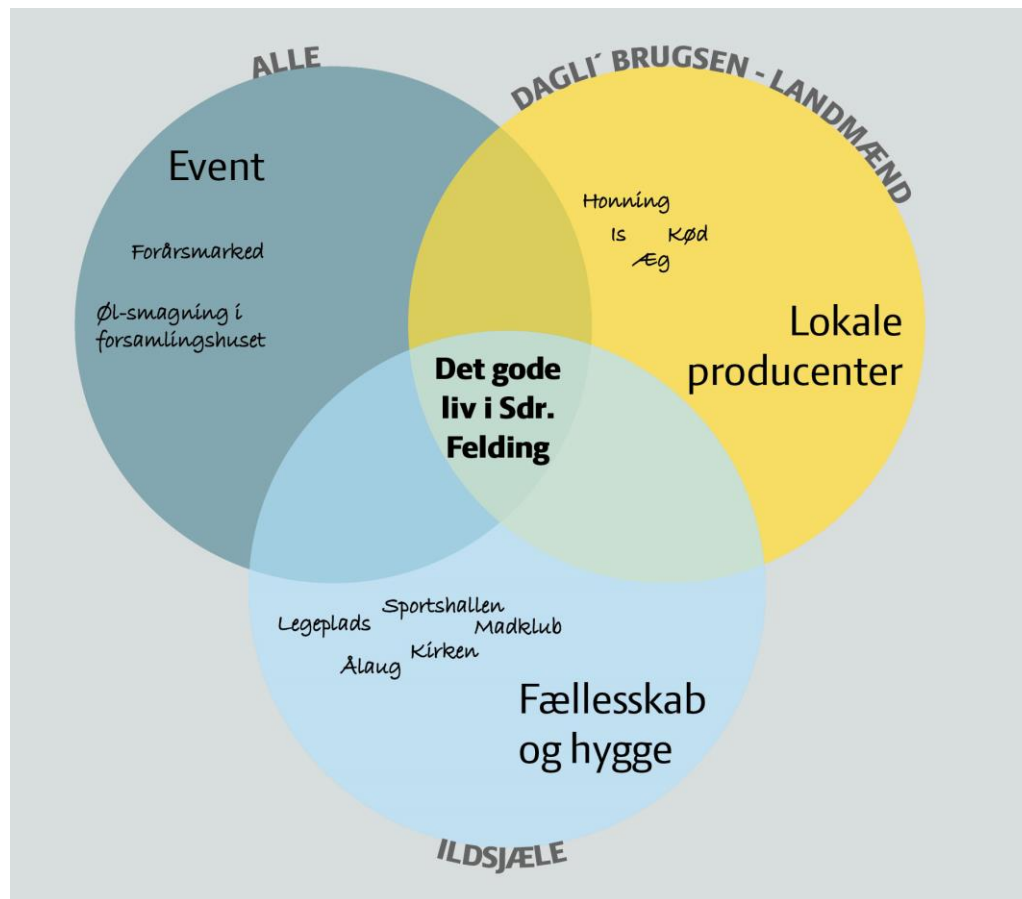 ALLE
DAGLI´ BRUGSEN - LANDMÆND
Event
Forårsmarked
Øl-smagning i
forsamlingshuset
Honning
Is Kød
Æg
Lokale
producenter
Det gode
liv i Sdr.
Felding
Sportshallen
Legeplads Madklub
Kirken
Ålaug
Fællesskab
og hygge
ILDSJÆLE